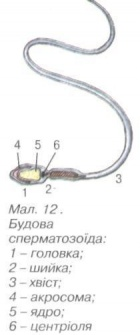 4 5 6
1 2 3
Мал. 12 .
Будова
сперматозоїда:
1 – головка;
2 – шийка;
3 – хвіст;
4 – акросома;
5 – ядро;
6 – центріоля